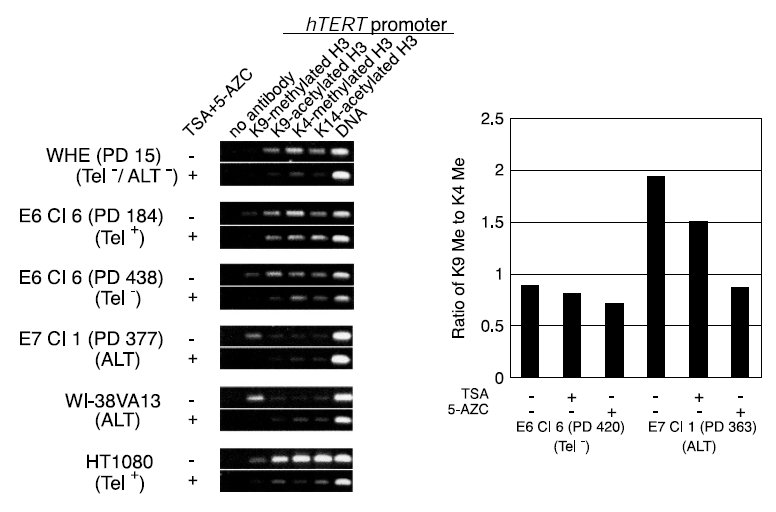 hTERT promoter
TSA+5-AZC
no antibody
K9-methylated H3
K9-acetylated H3
K4-methylated H3
K14-acetylated H3
DNA
WHE (PD 15) -
(Tel -/ ALT -) +
E6 Cl 6 (PD 184) -
(Tel +) +
E6 Cl 6 (PD 438) -
(Tel -) +
E7 Cl 1 (PD 377) -
(ALT) +
WI-38VA13 -
(ALT) +
HT1080 -
(Tel +) +
Ratio of K9 Me to K4 Me
2.5
2
1.5
1
0.5
0
TSA - + - - + -
5-AZC - - + - - +
E6 Cl 6 (PD 420) E7 Cl 1 (PD 363)
(Tel -) (ALT)